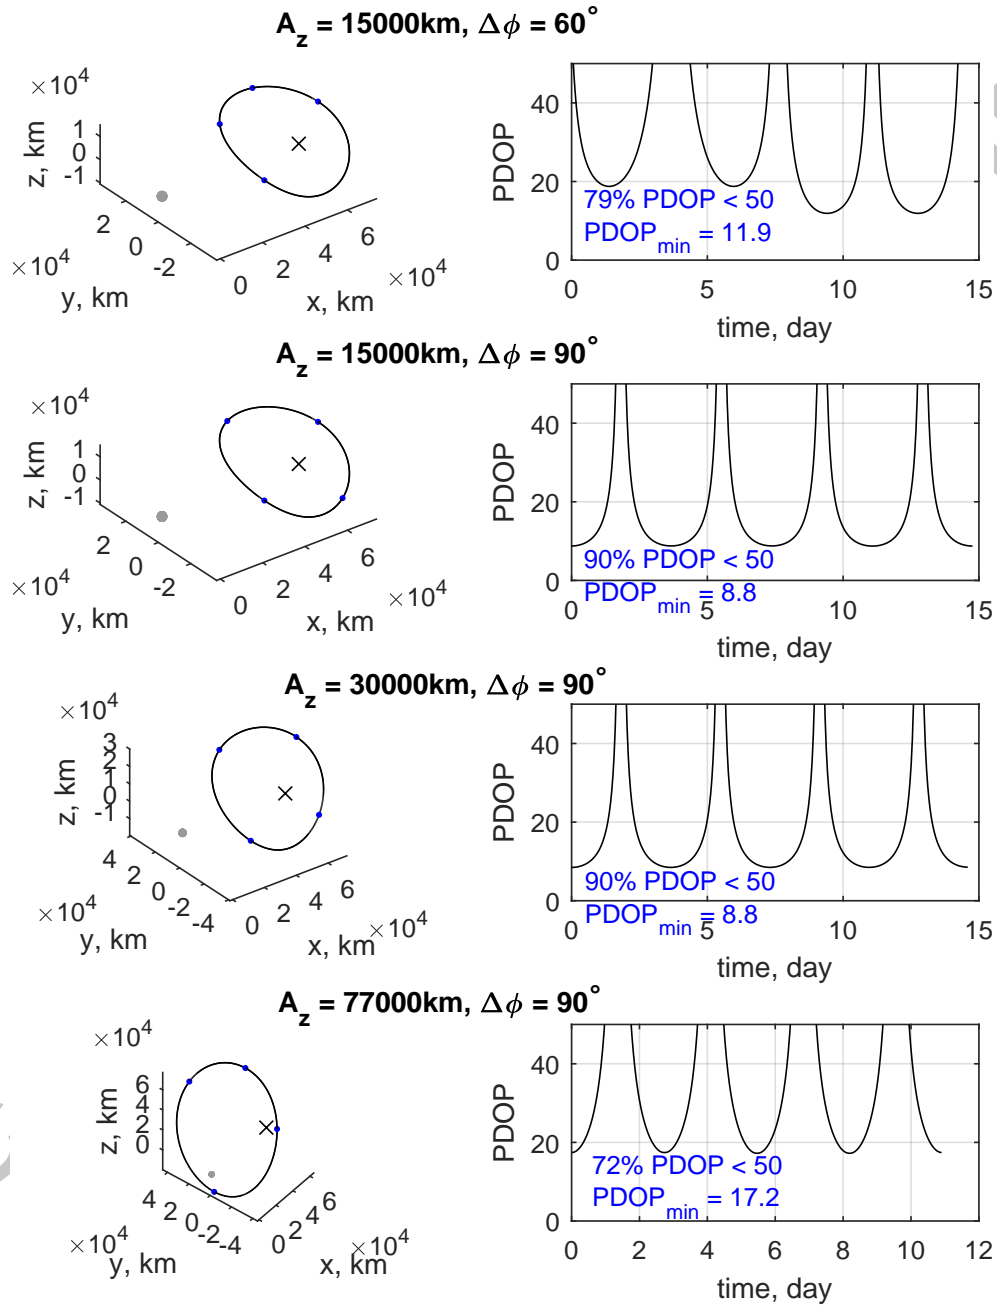 A_z = 15000km, Δϕ = 60°
×10^4
1
0
-1
z, km
2
0
-2
×10^4
y, km
0
2
4
6
×10^4
x, km
40
20
0
PDOP
79% PDOP < 50
PDOP_min = 11.9
0 5 10 15
time, day
A_z = 15000km, Δϕ = 90°
×10^4
1
0
-1
z, km
2
0
-2
×10^4
y, km
0
2
4
6
×10^4
x, km
40
20
0
PDOP
90% PDOP < 50
PDOP_min = 8.8
0 5 10 15
time, day
A_z = 30000km, Δϕ = 90°
×10^4
3
2
1
0
-1
z, km
4
2
0
-2
-4
×10^4
y, km
0
2
4
6
×10^4
x, km
40
20
0
PDOP
90% PDOP < 50
PDOP_min = 8.8
0 5 10 15
time, day
A_z = 77000km, Δϕ = 90°
×10^4
6
4
2
0
z, km
4
2
0
-2
-4
×10^4
y, km
0
2
4
6
×10^4
x, km
40
20
0
PDOP
72% PDOP < 50
PDOP_min = 17.2
0 2 4 6 8 10 12
time, day